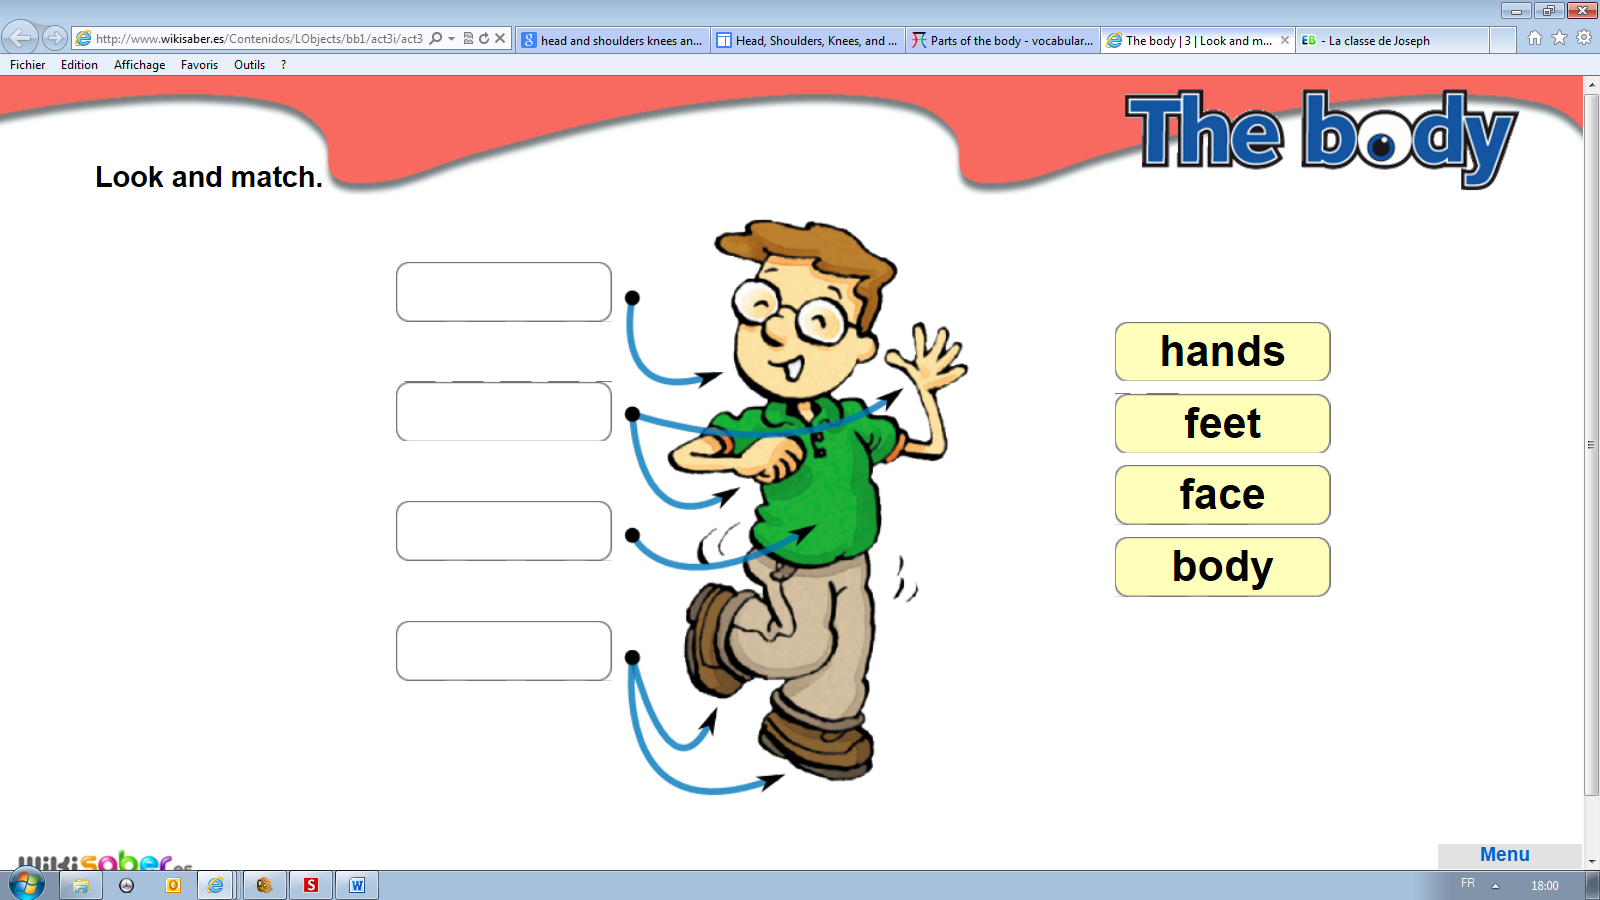 http://www.wikisaber.es/Contenidos/LObjects/bb1/act3i/act3
head and shoulders knees an...
Head, Shoulders, Knees, and ...
Parts of the body - vocabular...
The body | 3 | Look and m...
EB - La classe de Joseph
Fichier Edition Affichage Favoris Outils ?
The body
Look and match.
hands
feet
face
body
wikisaber.es
Menu
FR
18:00